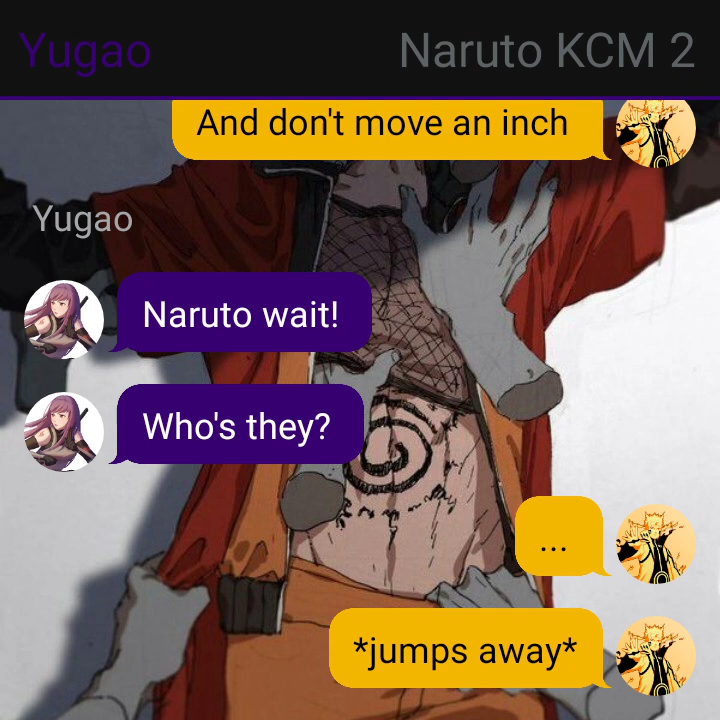 Yugao
Naruto KCM 2
And don't move an inch
Yugao
Naruto wait!
Who's they?
...
*jumps away*